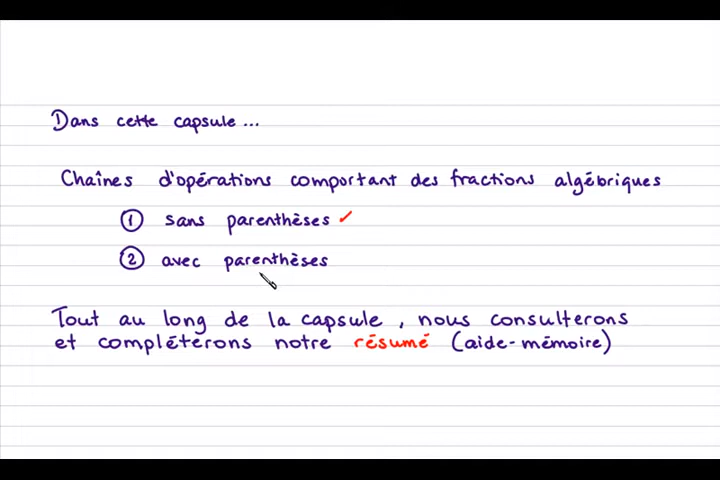 Dans cette capsule...
Chaînes d'opérations comportant des fractions algébriques
① sans parenthèses ✓
② avec parenthèses
Tout au long de la capsule, nous consulterons
et compléterons notre résumé (aide-mémoire)